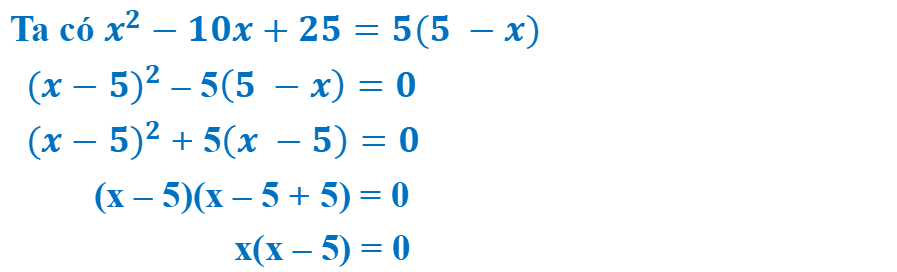 Ta có x² − 10x + 25 = 5(5 − x)
(x − 5)² – 5(5 − x) = 0
(x − 5)² + 5(x − 5) = 0
(x – 5)(x – 5 + 5) = 0
x(x – 5) = 0